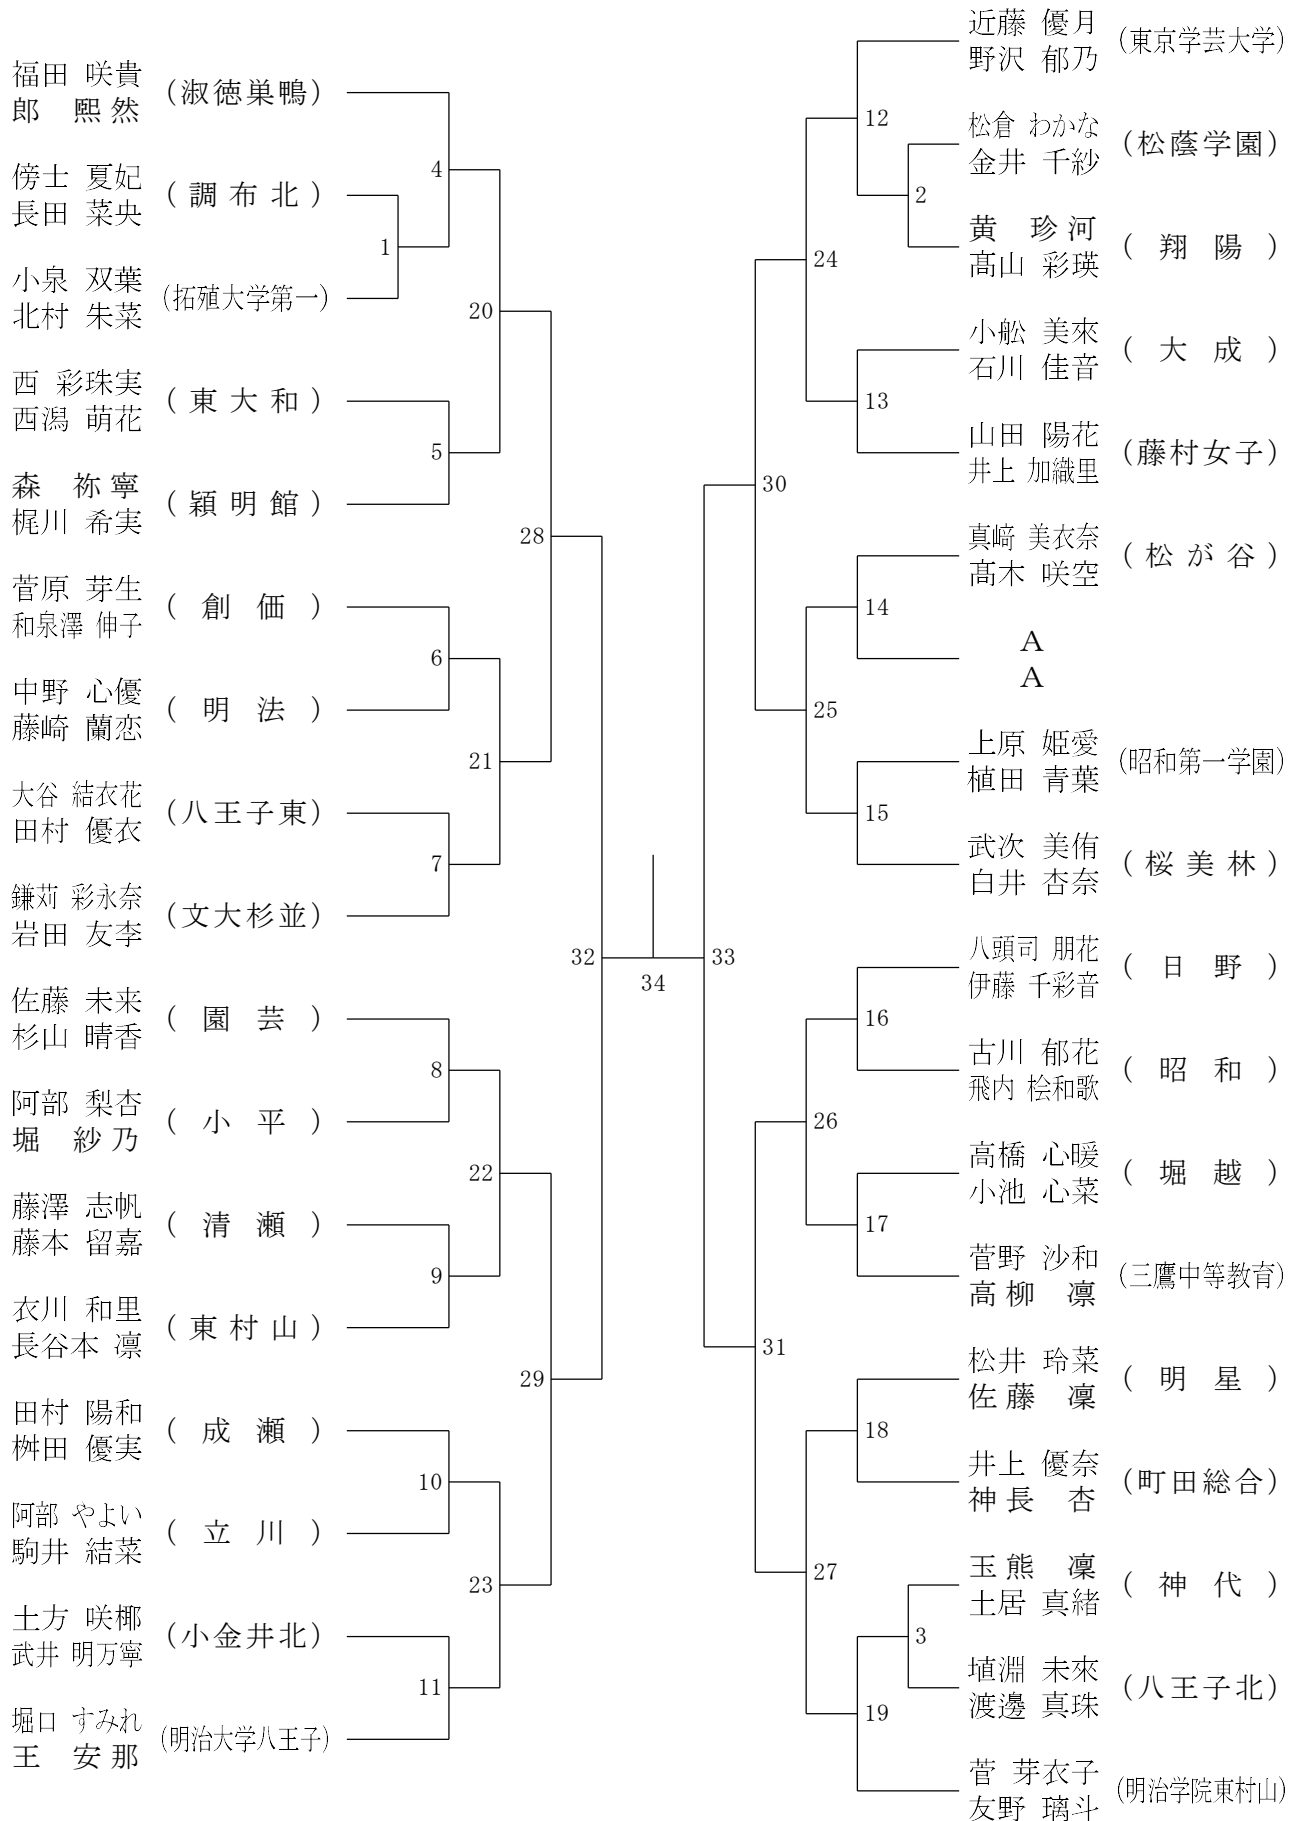 福田 咲貴
郎 熙然
(淑徳巣鴨)
傍士 夏妃
長田 菜央
(調布北)
小泉 双葉
北村 朱菜
(拓殖大学第一)
西 彩珠実
西潟 萌花
(東大和)
森 祢寧
梶川 希実
(穎明館)
菅原 芽生
和泉澤 伸子
(創価)
中野 心優
藤崎 蘭恋
(明法)
大谷 結衣花
田村 優衣
(八王子東)
鎌苅 彩永奈
岩田 友李
(文大杉並)
佐藤 未来
杉山 晴香
(園芸)
阿部 梨杏
堀 紗乃
(小平)
藤澤 志帆
藤本 留嘉
(清瀬)
衣川 和里
長谷本 凛
(東村山)
田村 陽和
桝田 優実
(成瀬)
阿部 やよい
駒井 結菜
(立川)
土方 咲椰
武井 明万寧
(小金井北)
堀口 すみれ
王 安那
(明治大学八王子)
1
4
5
6
7
8
9
10
11
20
21
22
23
28
29
32
34
33
30
31
24
25
26
27
12
2
13
14
15
16
17
18
3
19
近藤 優月
野沢 郁乃
(東京学芸大学)
松倉 わかな
金井 千紗
(松蔭学園)
黄 珍河
髙山 彩瑛
(翔陽)
小舩 美來
石川 佳音
(大成)
山田 陽花
井上 加織里
(藤村女子)
真﨑 美衣奈
髙木 咲空
(松が谷)
A
A
上原 姫愛
植田 青葉
(昭和第一学園)
武次 美侑
白井 杏奈
(桜美林)
八頭司 朋花
伊藤 千彩音
(日野)
古川 郁花
飛内 桧和歌
(昭和)
高橋 心暖
小池 心菜
(堀越)
菅野 沙和
高柳 凛
(三鷹中等教育)
松井 玲菜
佐藤 凜
(明星)
井上 優奈
神長 杏
(町田総合)
玉熊 凜
土居 真緒
(神代)
埴淵 未來
渡邊 真珠
(八王子北)
菅 芽衣子
友野 璃斗
(明治学院東村山)